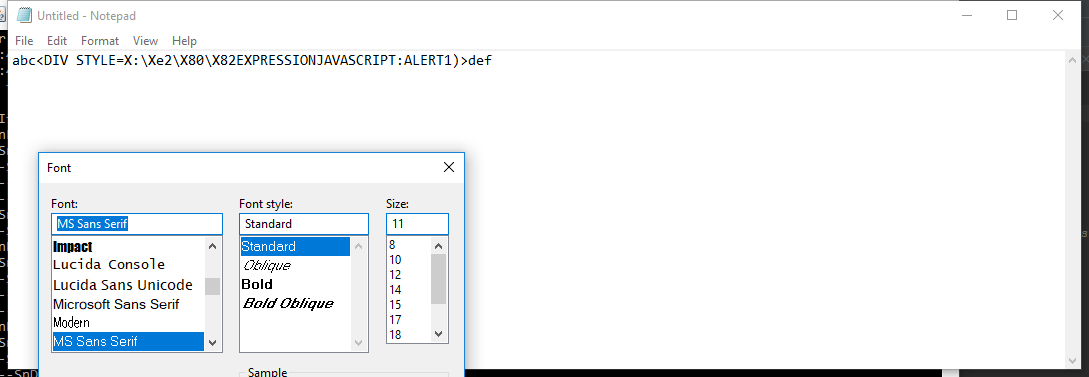 Untitled - Notepad
File Edit Format View Help
abc<DIV STYLE=X:\Xe2\X80\X82EXPRESSIONJAVASCRIPT:ALERT1)>def
Font
Font: Font style: Size:
MS Sans Serif Standard 11
Impact Standard 8
Lucida Console Oblique 10
Lucida Sans Unicode Bold 12
Microsoft Sans Serif Bold Oblique 14
Modern 15
MS Sans Serif 17
18
Sample